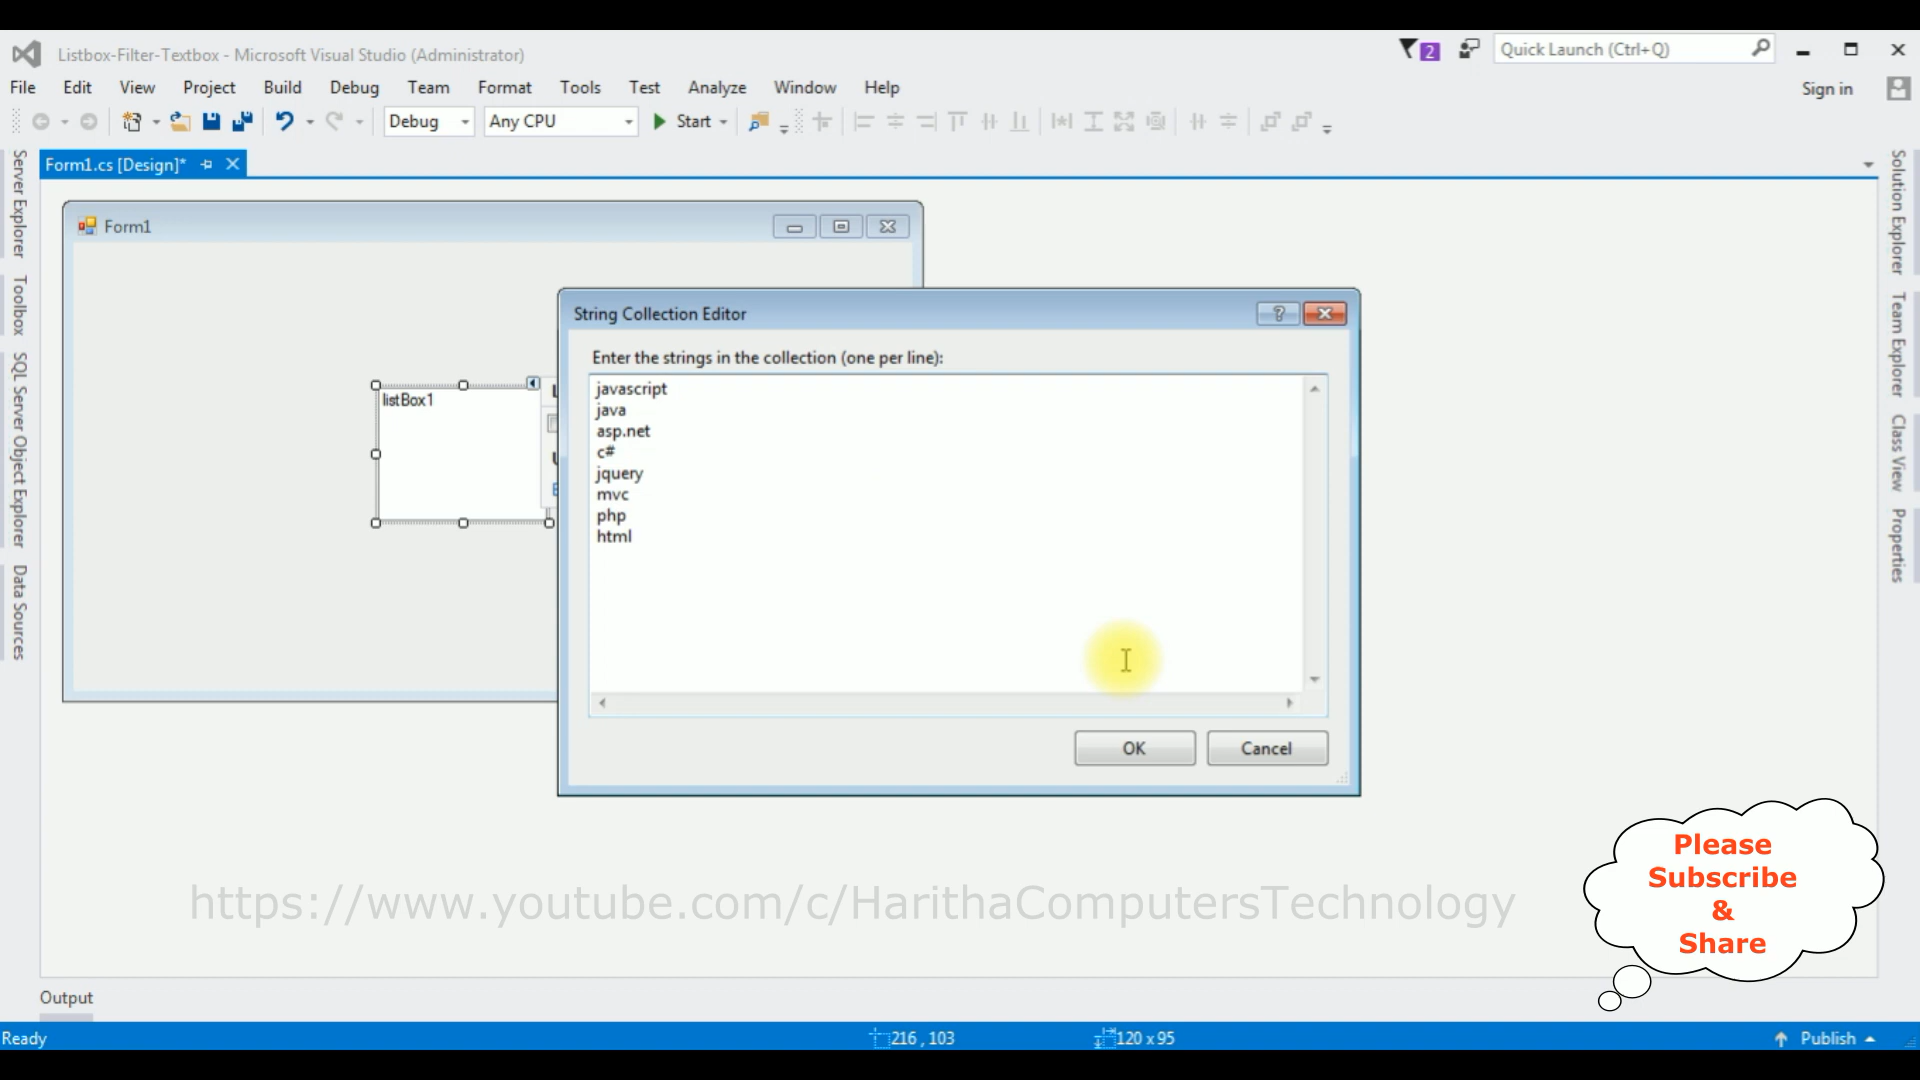 Listbox-Filter-Textbox - Microsoft Visual Studio (Administrator)
2
Quick Launch (Ctrl+Q)
File Edit View Project Build Debug Team Format Tools Test Analyze Window Help
Sign in
Debug Any CPU Start
Server Explorer
Toolbox
SQL Server Object Explorer
Data Sources
Form1.cs [Design]*
Form1
listBox1
String Collection Editor
Enter the strings in the collection (one per line):
javascript
java
asp.net
c#
jquery
mvc
php
html
OK Cancel
Solution Explorer
Team Explorer
Class View
Properties
https://www.youtube.com/c/HarithaComputersTechnology
Please
Subscribe
&
Share
Output
Ready
216 , 103
120 x 95
Publish